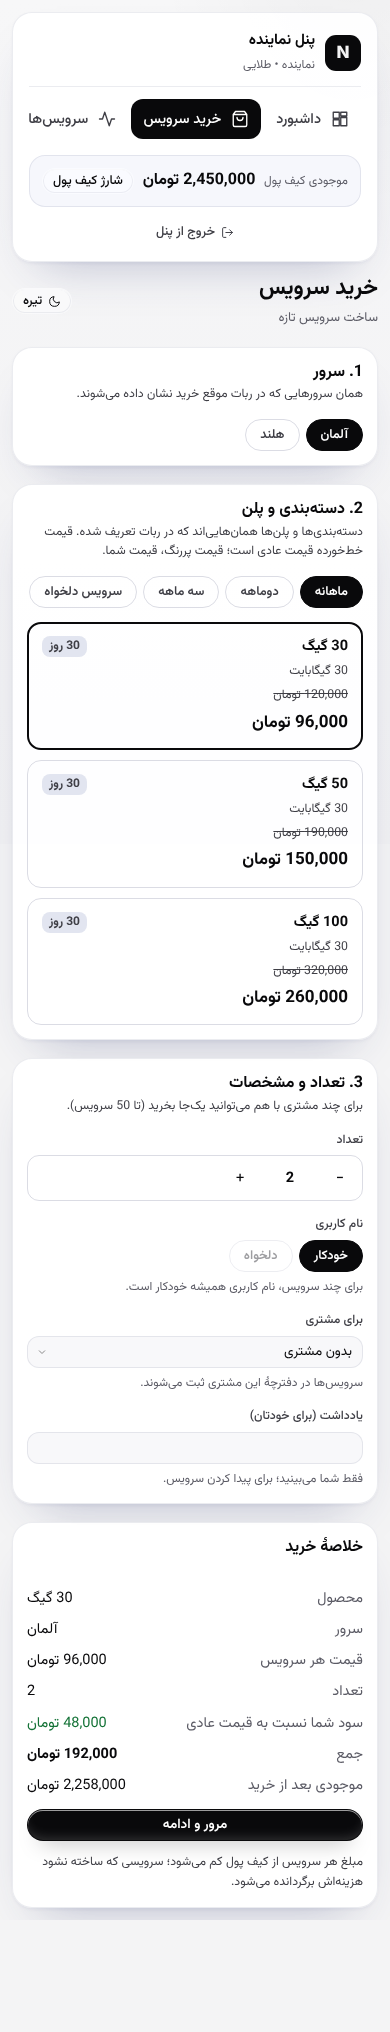 N
پنل نماینده
نماینده • طلایی
داشبورد
خرید سرویس
سرویس‌ها
موجودی کیف پول 2,450,000 تومان شارژ کیف پول
خروج از پنل
خرید سرویس
ساخت سرویس تازه
تیره
1. سرور
همان سرورهایی که در ربات موقع خرید نشان داده می‌شوند.
آلمان
هلند
2. دسته‌بندی و پلن
دسته‌بندی‌ها و پلن‌ها همان‌هایی‌اند که در ربات تعریف شده. قیمت
خط‌خورده قیمت عادی است؛ قیمت پررنگ، قیمت شما.
ماهانه
دوماهه
سه ماهه
سرویس دلخواه
30 گیگ
30 روز
30 گیگابایت
120,000 تومان
96,000 تومان
50 گیگ
30 روز
30 گیگابایت
190,000 تومان
150,000 تومان
100 گیگ
30 روز
30 گیگابایت
320,000 تومان
260,000 تومان
3. تعداد و مشخصات
برای چند مشتری با هم می‌توانید یک‌جا بخرید (تا 50 سرویس).
تعداد
− 2 +
نام کاربری
خودکار
دلخواه
برای چند سرویس، نام کاربری همیشه خودکار است.
برای مشتری
بدون مشتری
سرویس‌ها در دفترچهٔ این مشتری ثبت می‌شوند.
یادداشت (برای خودتان)
فقط شما می‌بینید؛ برای پیدا کردن سرویس.
خلاصهٔ خرید
محصول 30 گیگ
سرور آلمان
قیمت هر سرویس 96,000 تومان
تعداد 2
سود شما نسبت به قیمت عادی 48,000 تومان
جمع 192,000 تومان
موجودی بعد از خرید 2,258,000 تومان
مرور و ادامه
مبلغ هر سرویس از کیف پول کم می‌شود؛ سرویسی که ساخته نشود
هزینه‌اش برگردانده می‌شود.